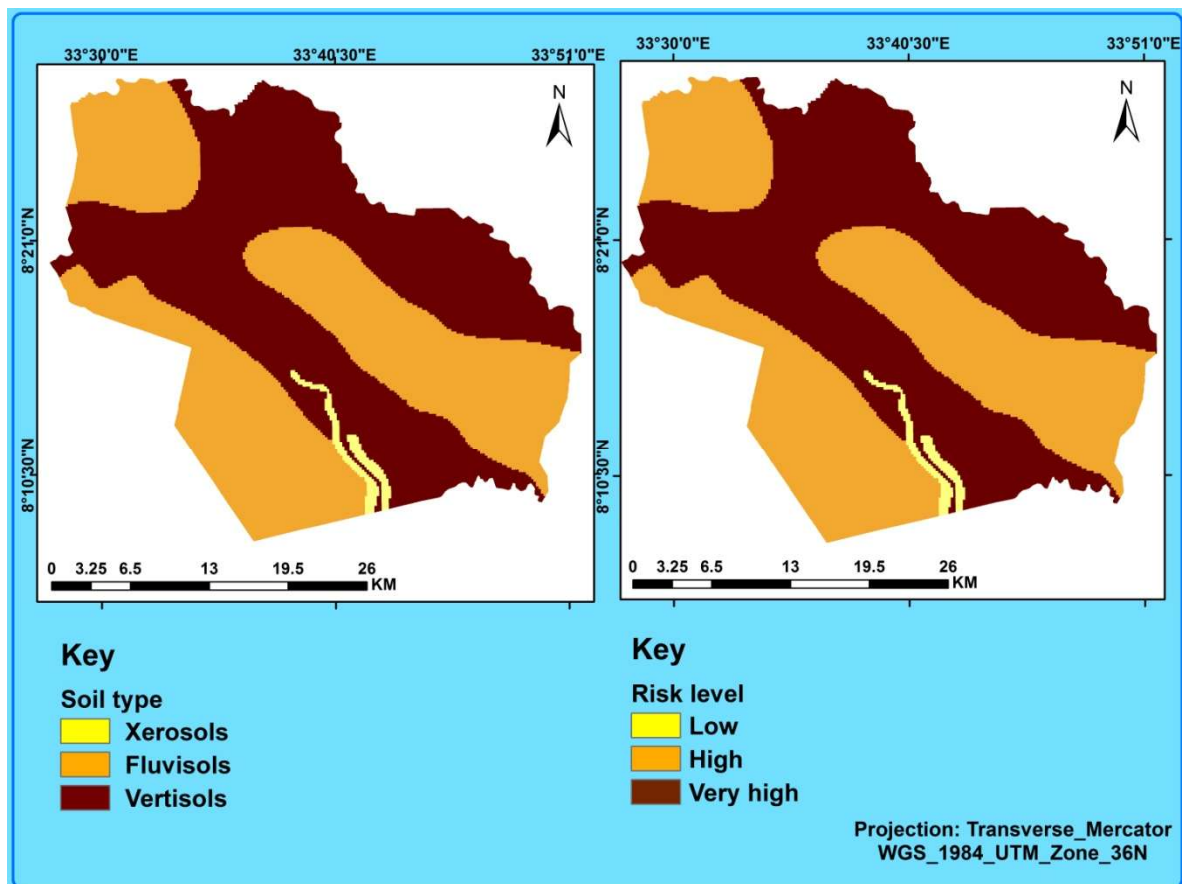 33°30'0"E 33°40'30"E 33°51'0"E
N
8°21'0"N
8°10'30"N
0 3.25 6.5 13 19.5 26
KM
Key
Soil type
Xerosols
Fluvisols
Vertisols
33°30'0"E 33°40'30"E 33°51'0"E
N
8°21'0"N
8°10'30"N
0 3.25 6.5 13 19.5 26
KM
Key
Risk level
Low
High
Very high
Projection: Transverse_Mercator
WGS_1984_UTM_Zone_36N